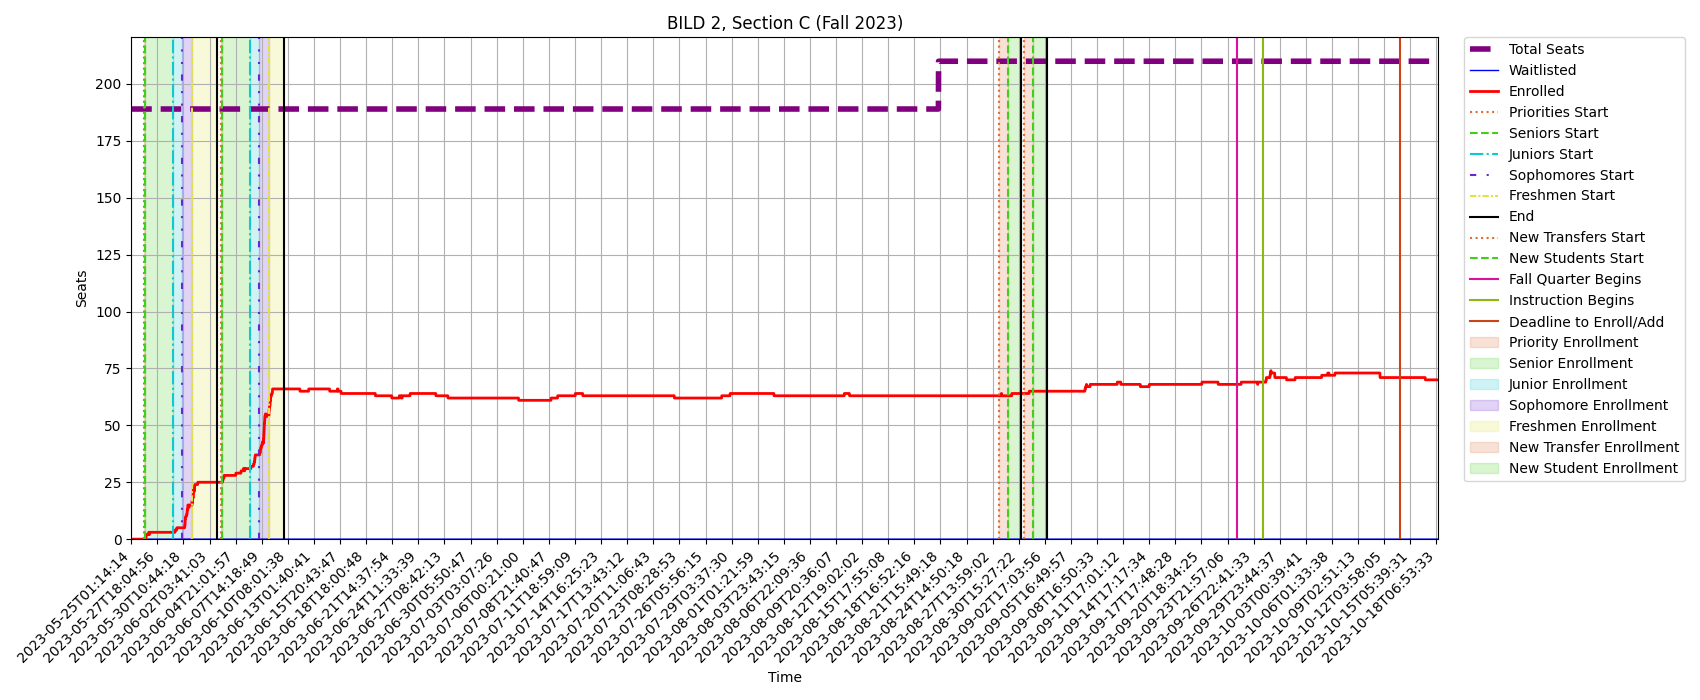 BILD 2, Section C (Fall 2023)
Seats
200
175
150
125
100
75
50
25
0
2023-05-25T01:14:14
2023-05-27T18:04:56
2023-05-30T10:44:18
2023-06-02T03:41:03
2023-06-04T21:01:57
2023-06-07T14:18:49
2023-06-10T08:01:38
2023-06-13T01:40:41
2023-06-15T20:43:47
2023-06-18T18:00:48
2023-06-21T14:37:54
2023-06-24T11:33:39
2023-06-27T08:42:13
2023-06-30T05:50:47
2023-07-03T03:07:26
2023-07-06T00:21:00
2023-07-08T21:40:47
2023-07-11T18:59:09
2023-07-14T16:25:23
2023-07-17T13:43:12
2023-07-20T11:06:43
2023-07-23T08:28:53
2023-07-26T05:56:15
2023-07-29T03:37:30
2023-08-01T01:21:59
2023-08-03T22:43:15
2023-08-06T22:09:36
2023-08-09T20:36:07
2023-08-12T19:02:02
2023-08-15T17:55:08
2023-08-18T16:52:16
2023-08-21T15:49:18
2023-08-24T14:50:18
2023-08-27T13:59:02
2023-08-30T15:27:22
2023-09-02T17:03:56
2023-09-05T16:49:57
2023-09-08T16:50:33
2023-09-11T17:01:12
2023-09-14T17:17:34
2023-09-17T17:48:28
2023-09-20T18:34:25
2023-09-23T21:57:06
2023-09-26T22:41:33
2023-09-29T23:44:37
2023-10-03T00:39:41
2023-10-06T01:33:38
2023-10-09T02:51:13
2023-10-12T03:58:05
2023-10-15T05:39:31
2023-10-18T06:53:33
Time
Total Seats
Waitlisted
Enrolled
Priorities Start
Seniors Start
Juniors Start
Sophomores Start
Freshmen Start
End
New Transfers Start
New Students Start
Fall Quarter Begins
Instruction Begins
Deadline to Enroll/Add
Priority Enrollment
Senior Enrollment
Junior Enrollment
Sophomore Enrollment
Freshmen Enrollment
New Transfer Enrollment
New Student Enrollment